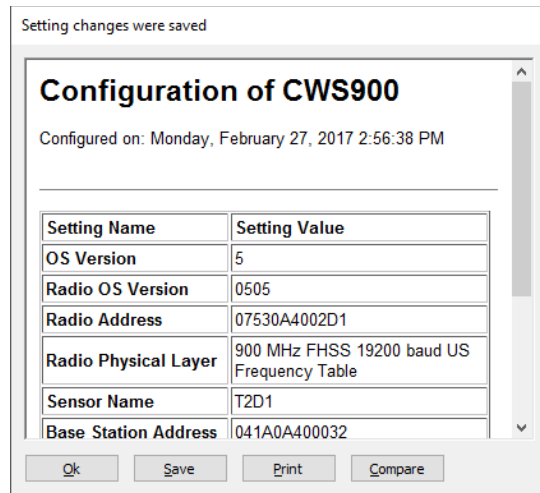 Setting changes were saved
Configuration of CWS900
Configured on: Monday, February 27, 2017 2:56:38 PM
Setting Name Setting Value
OS Version 5
Radio OS Version 0505
Radio Address 07530A4002D1
Radio Physical Layer 900 MHz FHSS 19200 baud US
Frequency Table
Sensor Name T2D1
Base Station Address 041A0A400032
Ok Save Print Compare